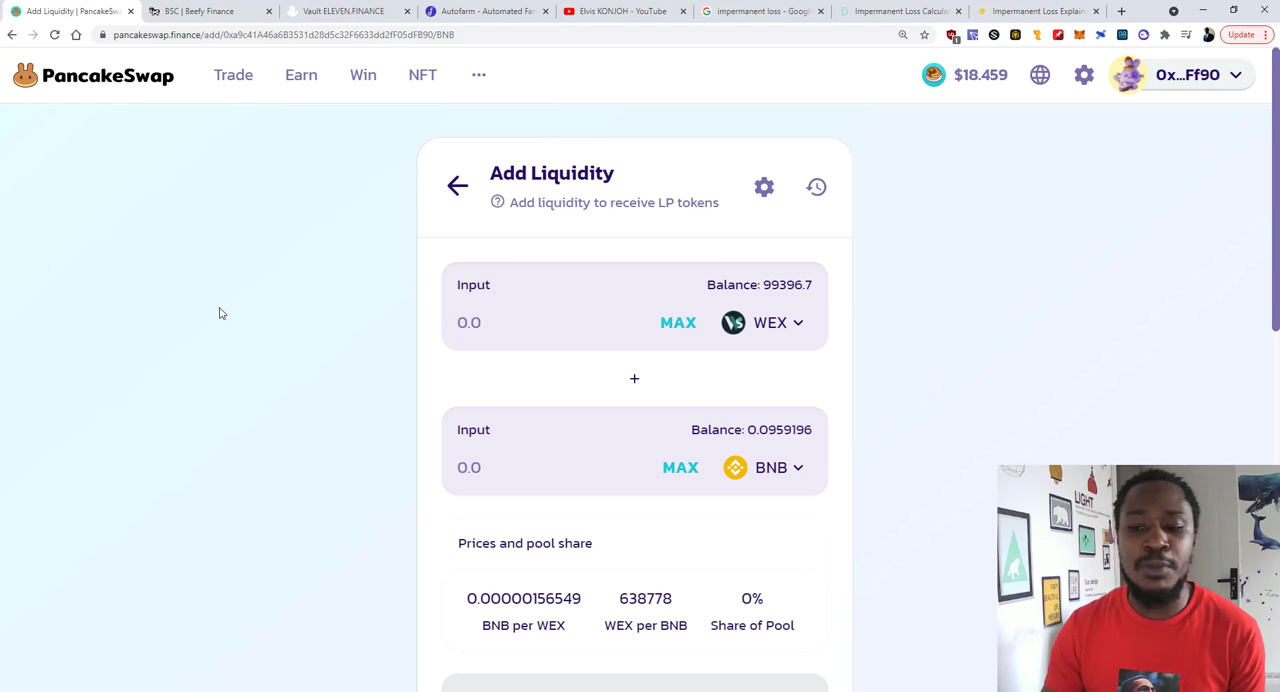 Add Liquidity | PancakeSwa
BSC | Beefy Finance
Vault ELEVEN.FINANCE
Autofarm - Automated Far
Elvis KONJOH - YouTube
impermanent loss - Googl
Impermanent Loss Calcula
Impermanent Loss Explain
pancakeswap.finance/add/0xa9c41A46a6B3531d28d5c32F6633dd2fF05dFB90/BNB
Update
PancakeSwap
Trade
Earn
Win
NFT
$18.459
0x...Ff90
Add Liquidity
Add liquidity to receive LP tokens
Input
Balance: 99396.7
0.0
MAX
WEX
+
Input
Balance: 0.0959196
0.0
MAX
BNB
Prices and pool share
0.00000156549
638778
0%
BNB per WEX
WEX per BNB
Share of Pool
LIGHT